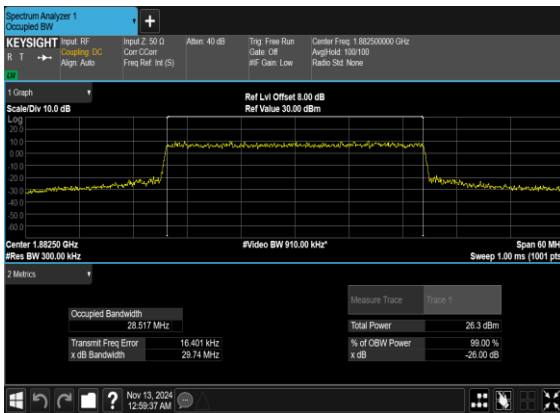 Spectrum Analyzer 1
Occupied BW
+
KEYSIGHT Input: RF Input Z: 50 Ω Atten: 40 dB Trig: Free Run Center Freq: 1.882500000 GHz
R T Coupling: DC Corr CCorr Gate: Off Avg|Hold: 100/100
Align: Auto Freq Ref: Int (S) #IF Gain: Low Radio Std: None
LXI
1 Graph
Ref Lvl Offset 8.00 dB
Scale/Div 10.0 dB Ref Value 30.00 dBm
Log
20.0
10.0
0.00
-10.0
-20.0
-30.0
-40.0
-50.0
-60.0
Center 1.88250 GHz #Video BW 910.00 kHz* Span 60 MH
#Res BW 300.00 kHz Sweep 1.00 ms (1001 pts
2 Metrics
Measure Trace Trace 1
Occupied Bandwidth
28.517 MHz Total Power 26.3 dBm
Transmit Freq Error 16.401 kHz % of OBW Power 99.00 %
x dB Bandwidth 29.74 MHz x dB -26.00 dB
? Nov 13, 2024
12:59:37 AM